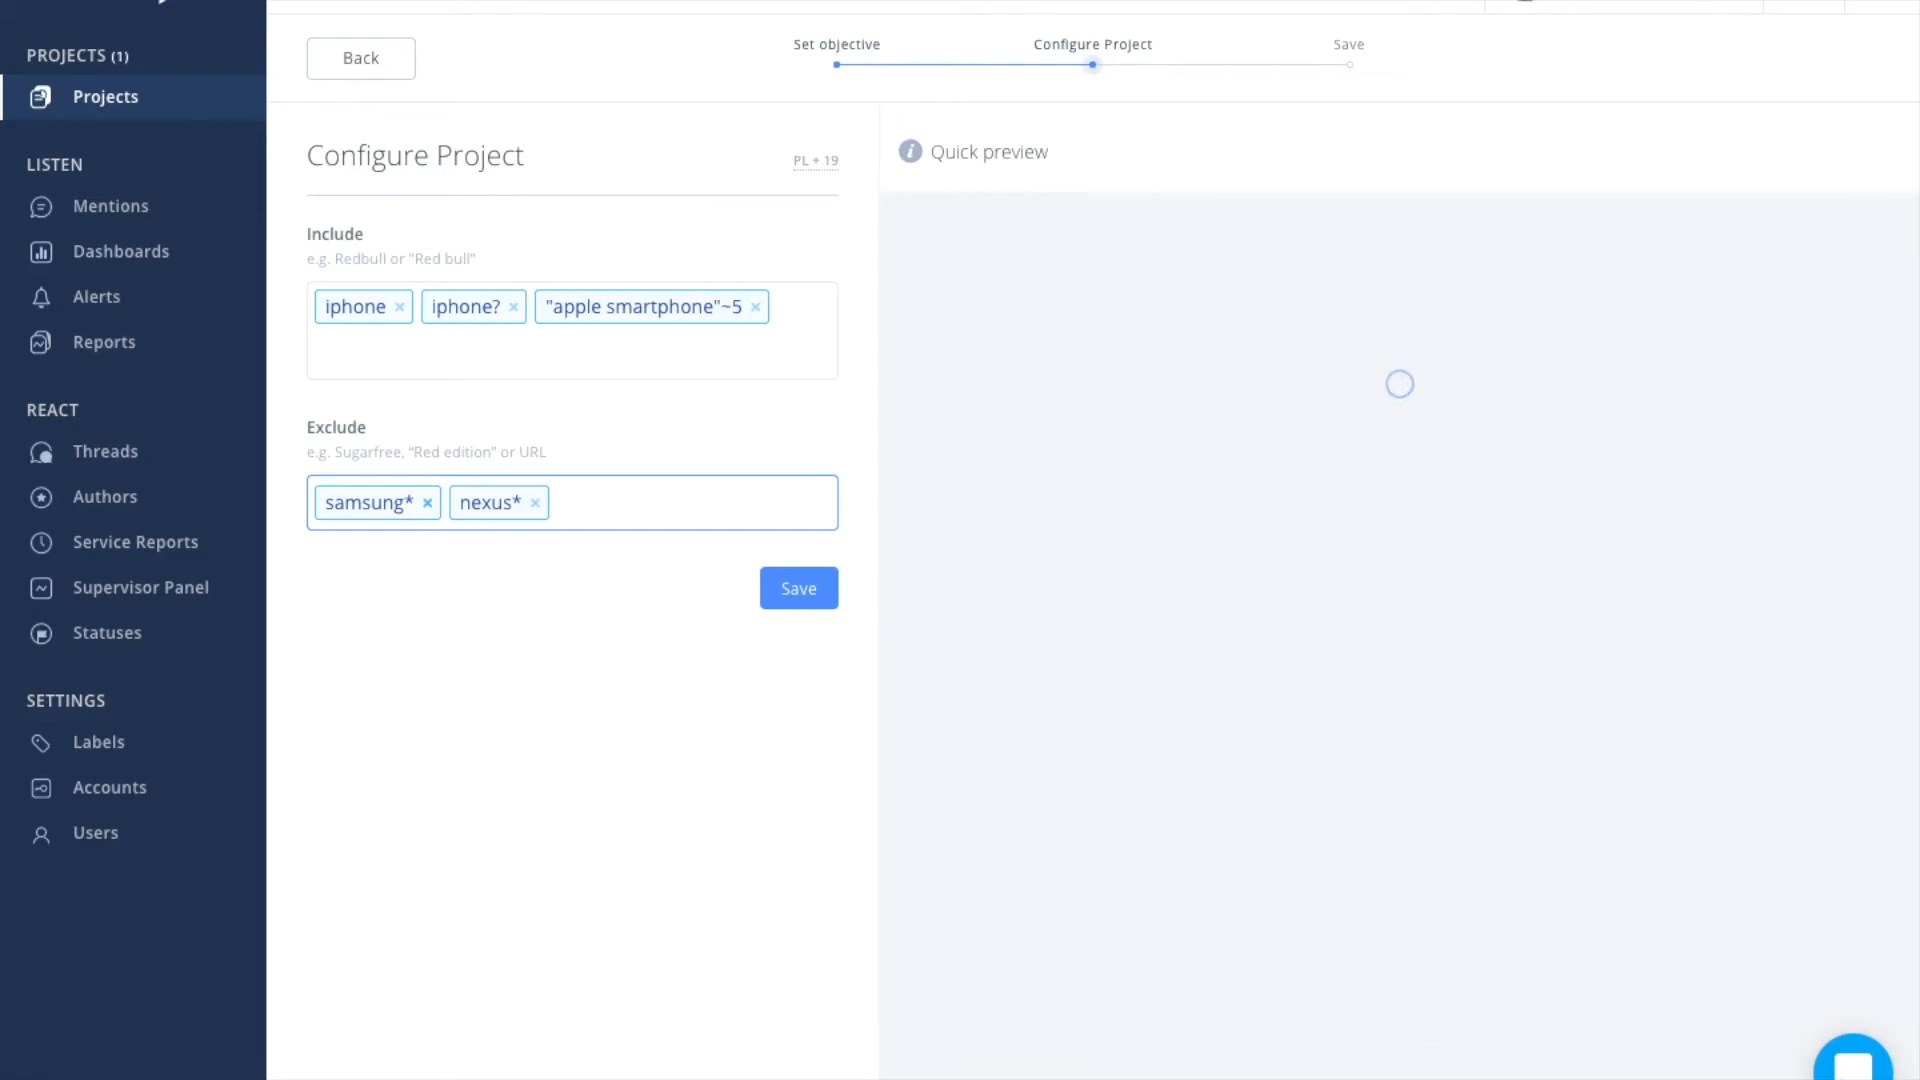 PROJECTS (1)
Projects
LISTEN
Mentions
Dashboards
Alerts
Reports
REACT
Threads
Authors
Service Reports
Supervisor Panel
Statuses
SETTINGS
Labels
Accounts
Users
Back
Set objective
Configure Project
Save
Configure Project
PL + 19
Include
e.g. Redbull or "Red bull"
iphone × iphone? × "apple smartphone"~5 ×
Exclude
e.g. Sugarfree, "Red edition" or URL
samsung* × nexus* ×
Save
Quick preview